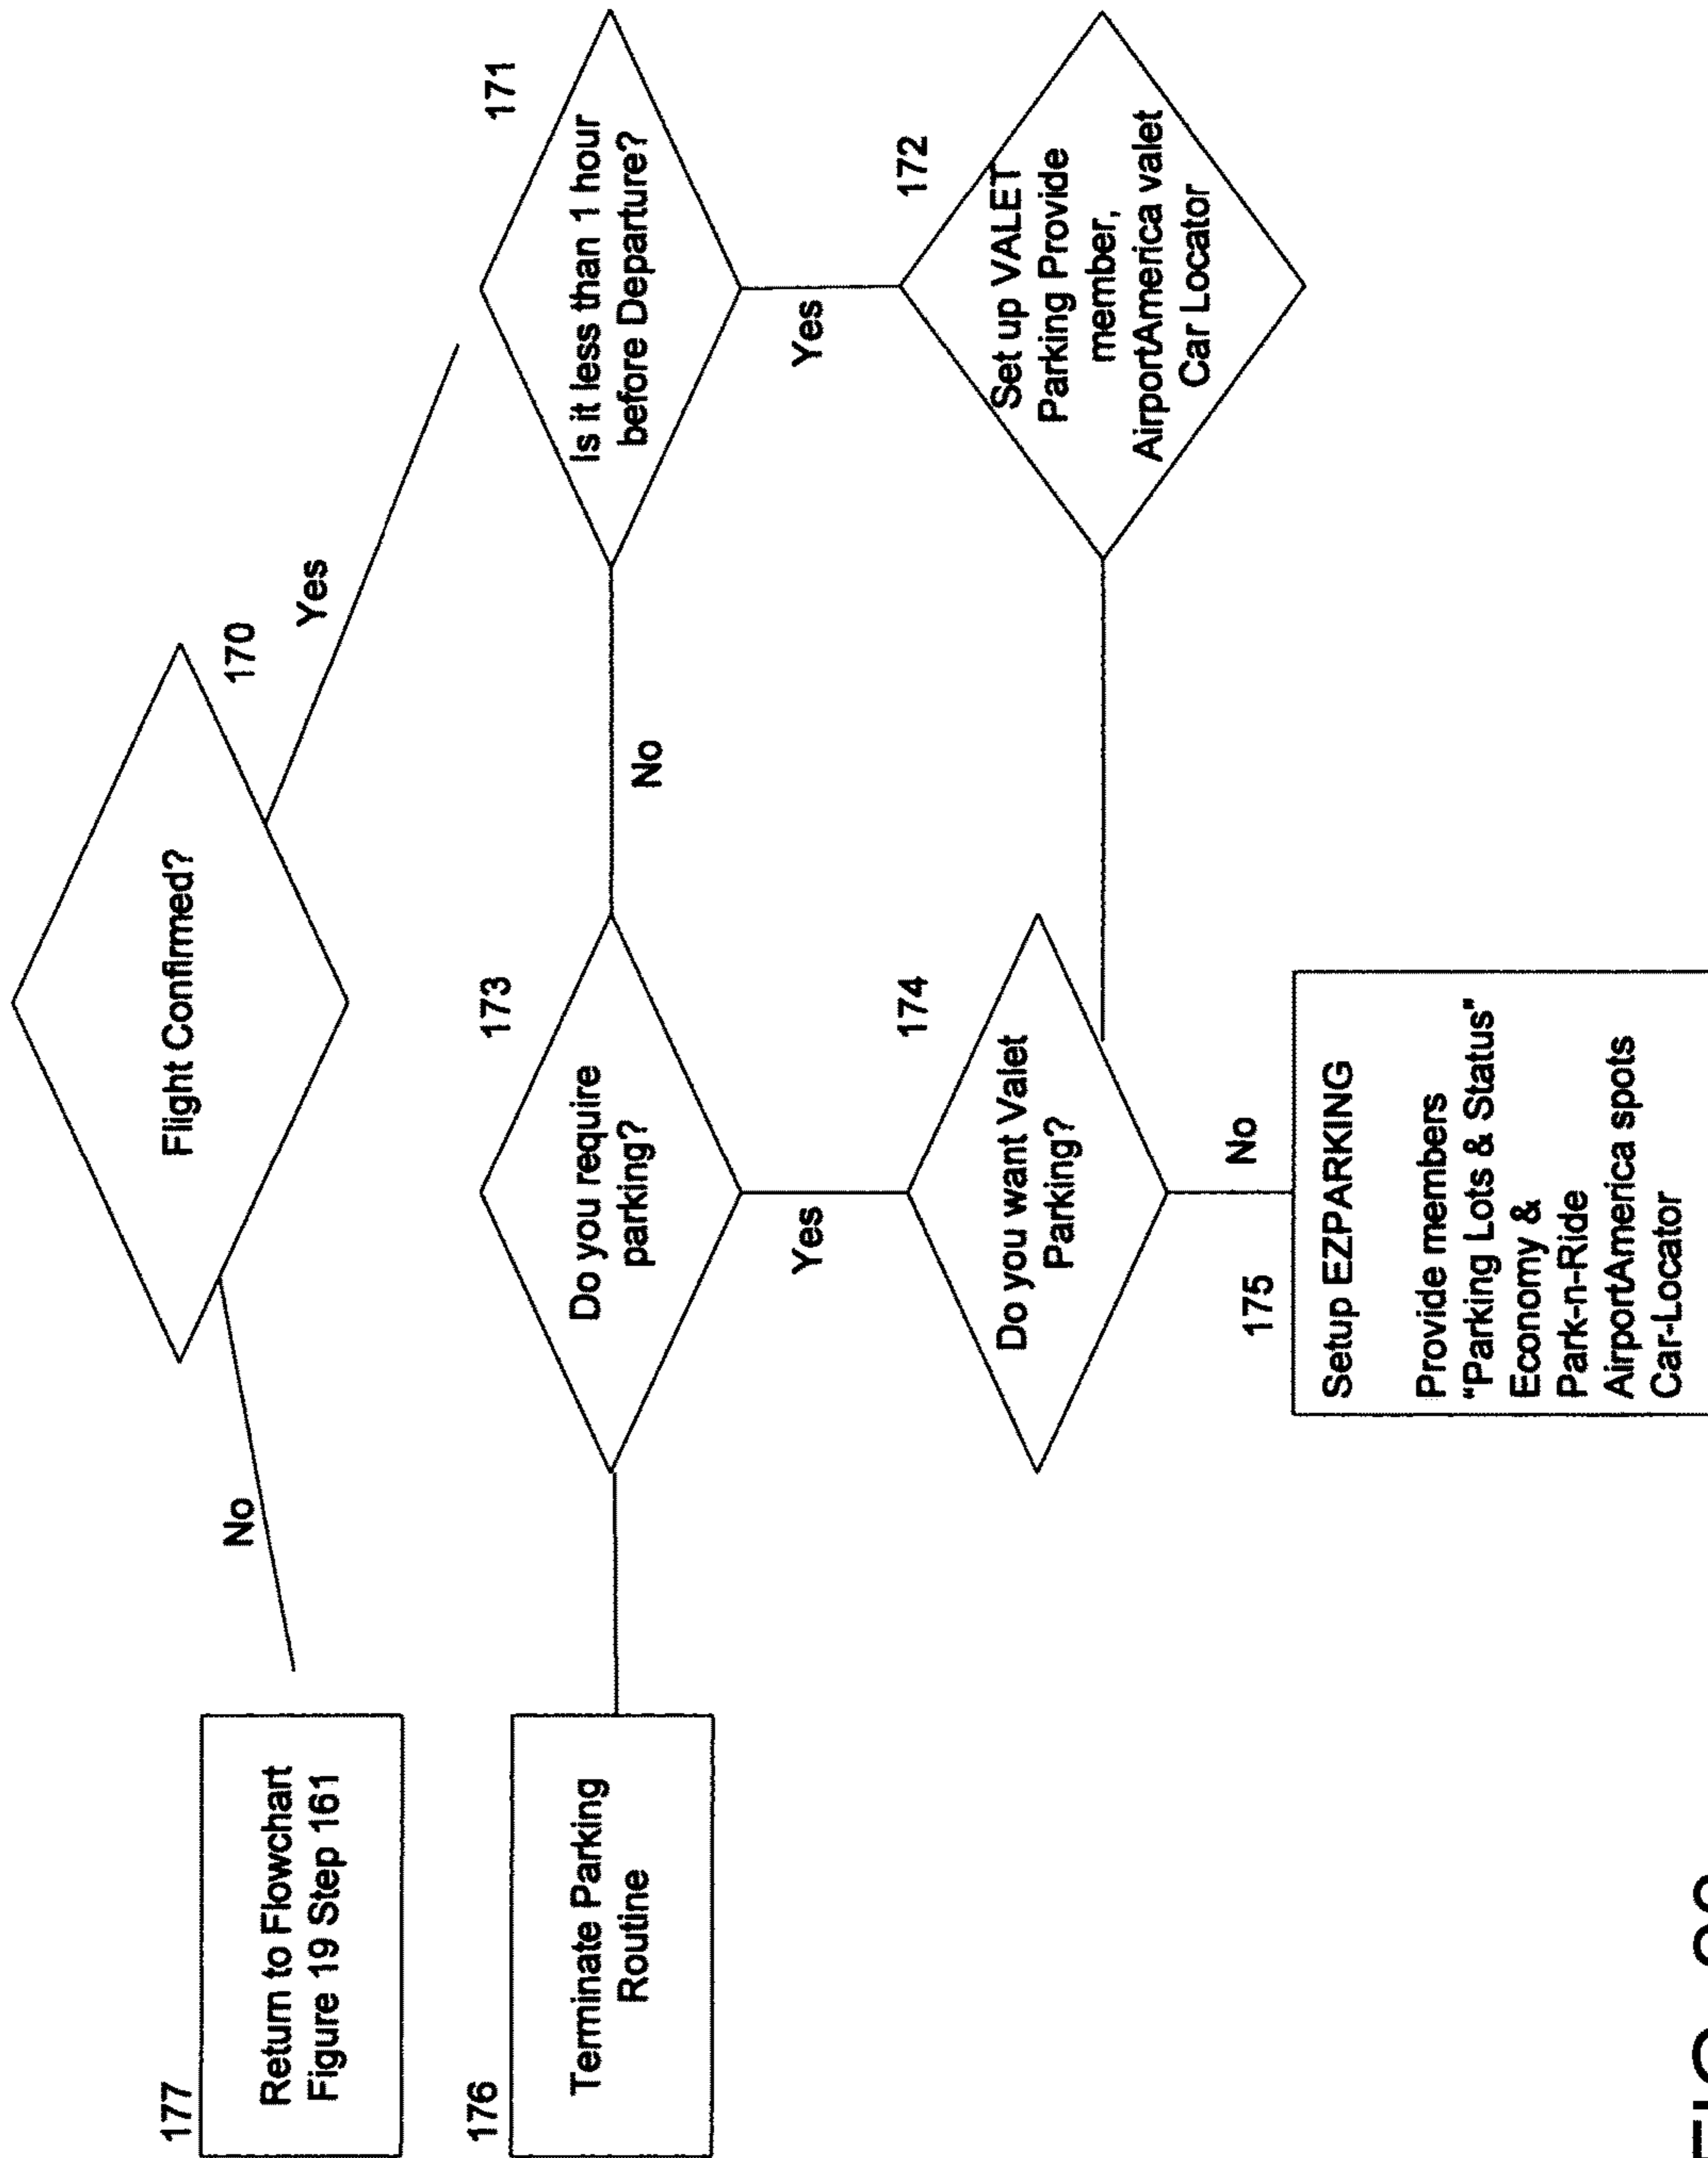 177
Flight Confirmed?
170
No
Yes
Return to Flowchart
Figure 19 Step 161
176
173
171
Terminate Parking
Routine
Do you require
parking?
No
Is it less than 1 hour
before Departure?
Yes
Yes
174
172
Do you want Valet
Parking?
Set up VALET
Parking Provide
member,
AirportAmerica valet
Car Locator
No
175
Setup EZPARKING
Provide members
"Parking Lots & Status"
Economy &
Park-n-Ride
AirportAmerica spots
Car-Locator
FIG.